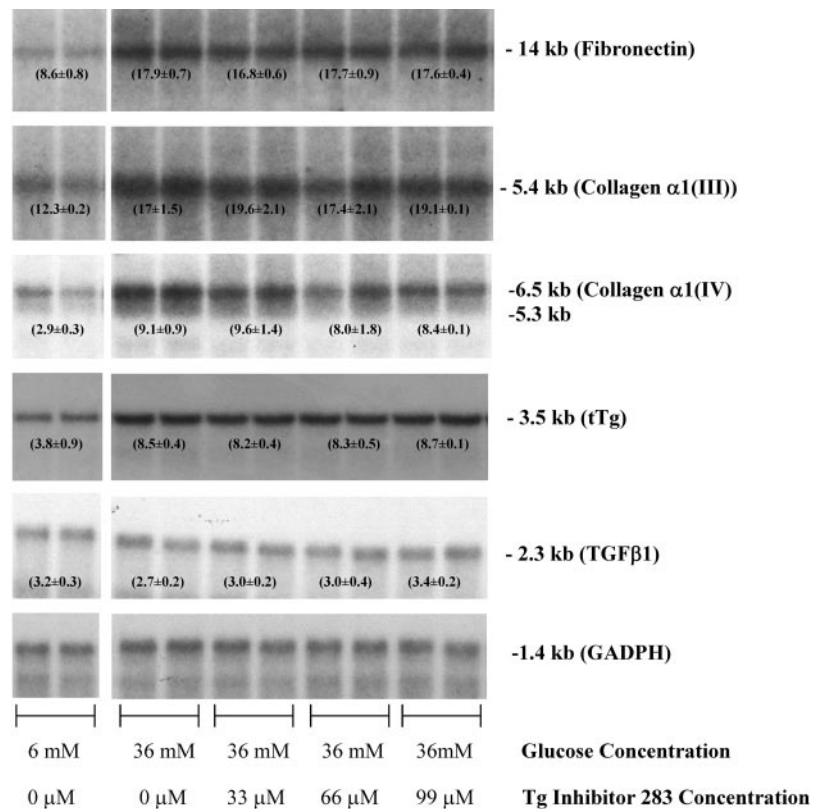 - 14 kb (Fibronectin)
(8.6±0.8) (17.9±0.7) (16.8±0.6) (17.7±0.9) (17.6±0.4)
- 5.4 kb (Collagen α1(III))
(12.3±0.2) (17±1.5) (19.6±2.1) (17.4±2.1) (19.1±0.1)
-6.5 kb (Collagen α1(IV)
-5.3 kb
(2.9±0.3) (9.1±0.9) (9.6±1.4) (8.0±1.8) (8.4±0.1)
- 3.5 kb (tTg)
(3.8±0.9) (8.5±0.4) (8.2±0.4) (8.3±0.5) (8.7±0.1)
- 2.3 kb (TGFβ1)
(3.2±0.3) (2.7±0.2) (3.0±0.2) (3.0±0.4) (3.4±0.2)
-1.4 kb (GADPH)
6 mM 36 mM 36 mM 36 mM 36mM Glucose Concentration
0 µM 0 µM 33 µM 66 µM 99 µM Tg Inhibitor 283 Concentration